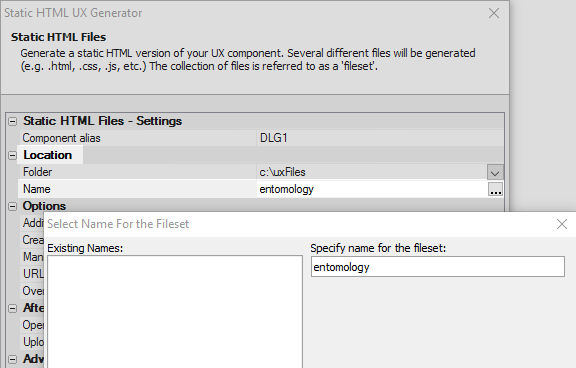 Static HTML UX Generator
Static HTML Files
Generate a static HTML version of your UX component. Several different files will be generated
(e.g. .html, .css, .js, etc.) The collection of files is referred to as a 'fileset'.
Static HTML Files - Settings
Component alias DLG1
Location
Folder c:\uxFiles
Name entomology ...
Options
Select Name For the Fileset
Addi
Existing Names: Specify name for the fileset:
Crea
entomology
Man
URL
Over
Afte
Oper
Uplo
Adv